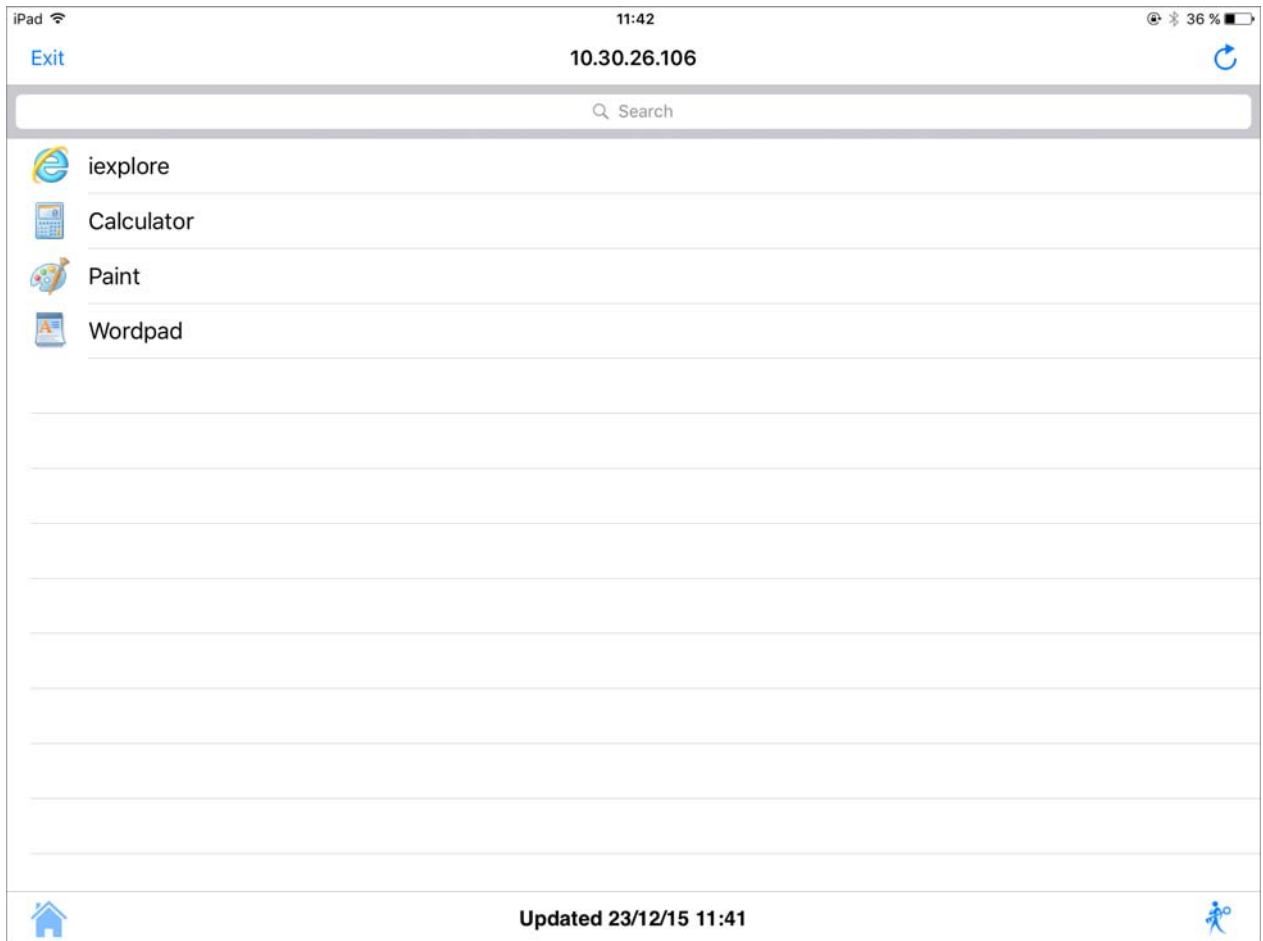 iPad 11:42 36 %
Exit 10.30.26.106
Search
iexplore
Calculator
Paint
Wordpad
Updated 23/12/15 11:41